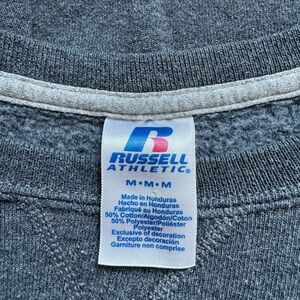 RUSSELL
ATHLETIC®
M • M • M
Made in Honduras
Hecho en Honduras
Fabriqué au Honduras
50% Cotton/Algodón/Coton
50% Polyester/Poliéster
Polyester
Exclusive of decoration
Excepto decoración
Garniture non comprise